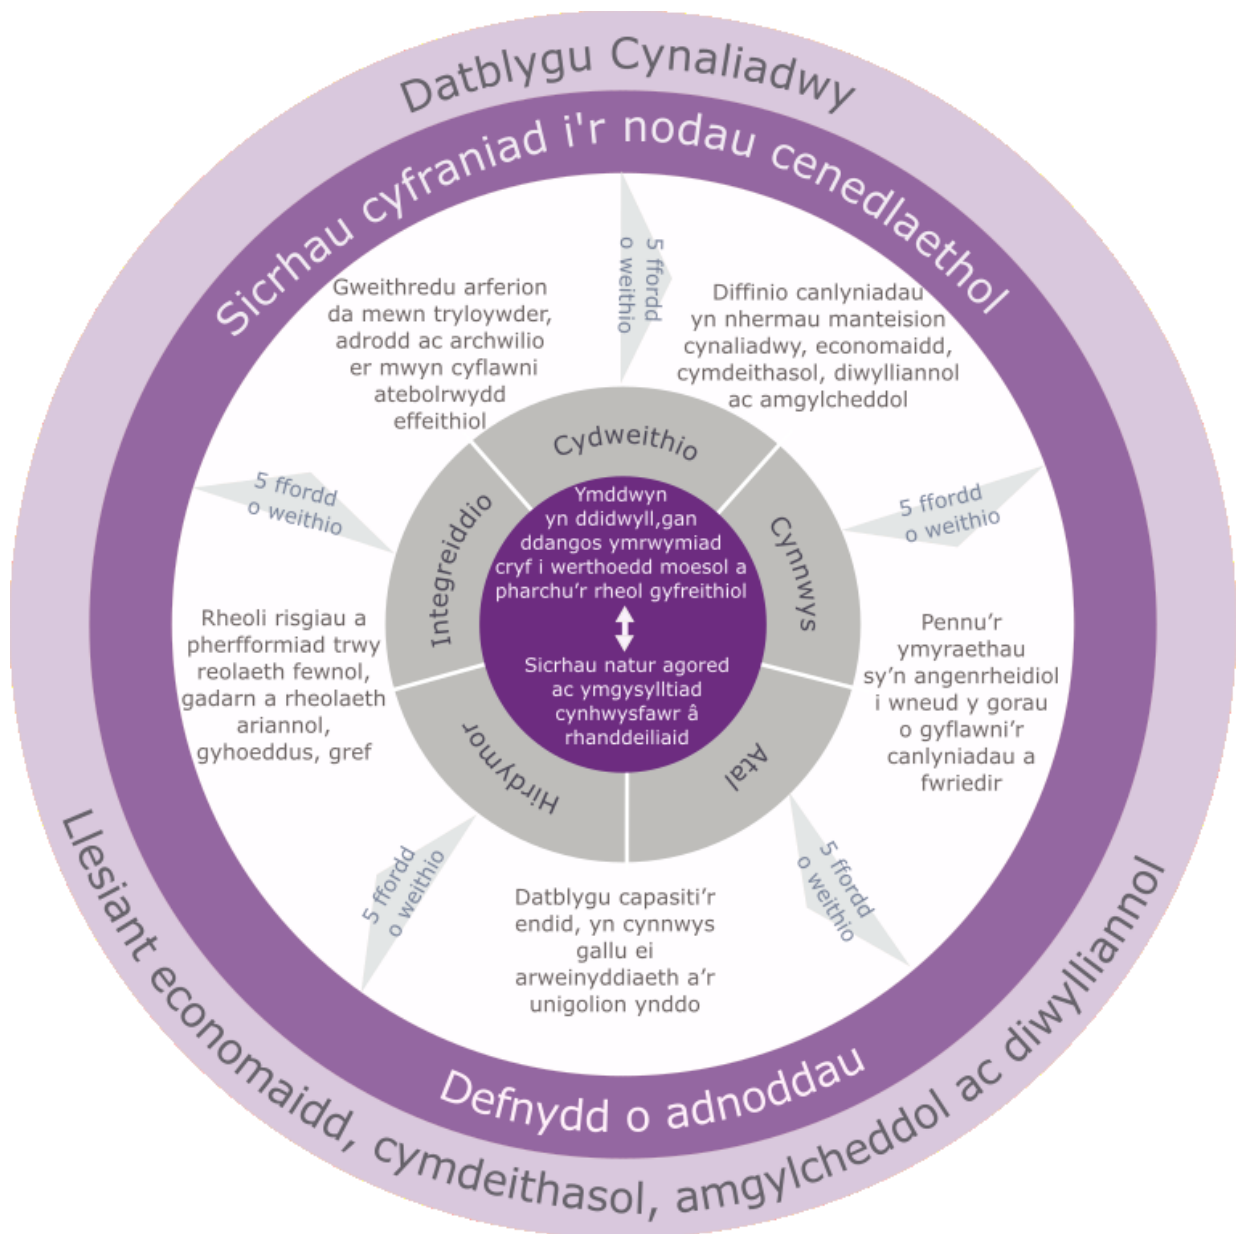 Datblygu Cynaliadwy
Sicrhau cyfraniad i'r nodau cenedlaethol
5 ffordd
o weithio
Gweithredu arferion
da mewn tryloywder,
adrodd ac archwilio
er mwyn cyflawni
atebolrwydd
effeithiol
Diffinio canlyniadau
yn nhermau manteision
cynaliadwy, economaidd,
cymdeithasol, diwylliannol
ac amgylcheddol
Cydweithio
5 ffordd
o weithio
5 ffordd
o weithio
Integreiddio
Cynnwys
Ymddwyn
yn ddidwyll,gan
ddangos ymrwymiad
cryf i werthoedd moesol a
pharchu’r rheol gyfreithiol
Sicrhau natur agored
ac ymgysylltiad
cynhwysfawr â
rhanddeiliaid
Rheoli risgiau a
pherfformiad trwy
reolaeth fewnol,
gadarn a rheolaeth
ariannol,
gyhoeddus, gref
Pennu’r
ymyraethau
sy’n angenrheidiol
i wneud y gorau
o gyflawni’r
canlyniadau a
fwriedir
Hirdymor
Atal
5 ffordd
o weithio
5 ffordd
o weithio
Datblygu capasiti’r
endid, yn cynnwys
gallu ei
arweinyddiaeth a’r
unigolion ynddo
Defnydd o adnoddau
Llesiant economaidd, cymdeithasol, amgylcheddol ac diwylliannol